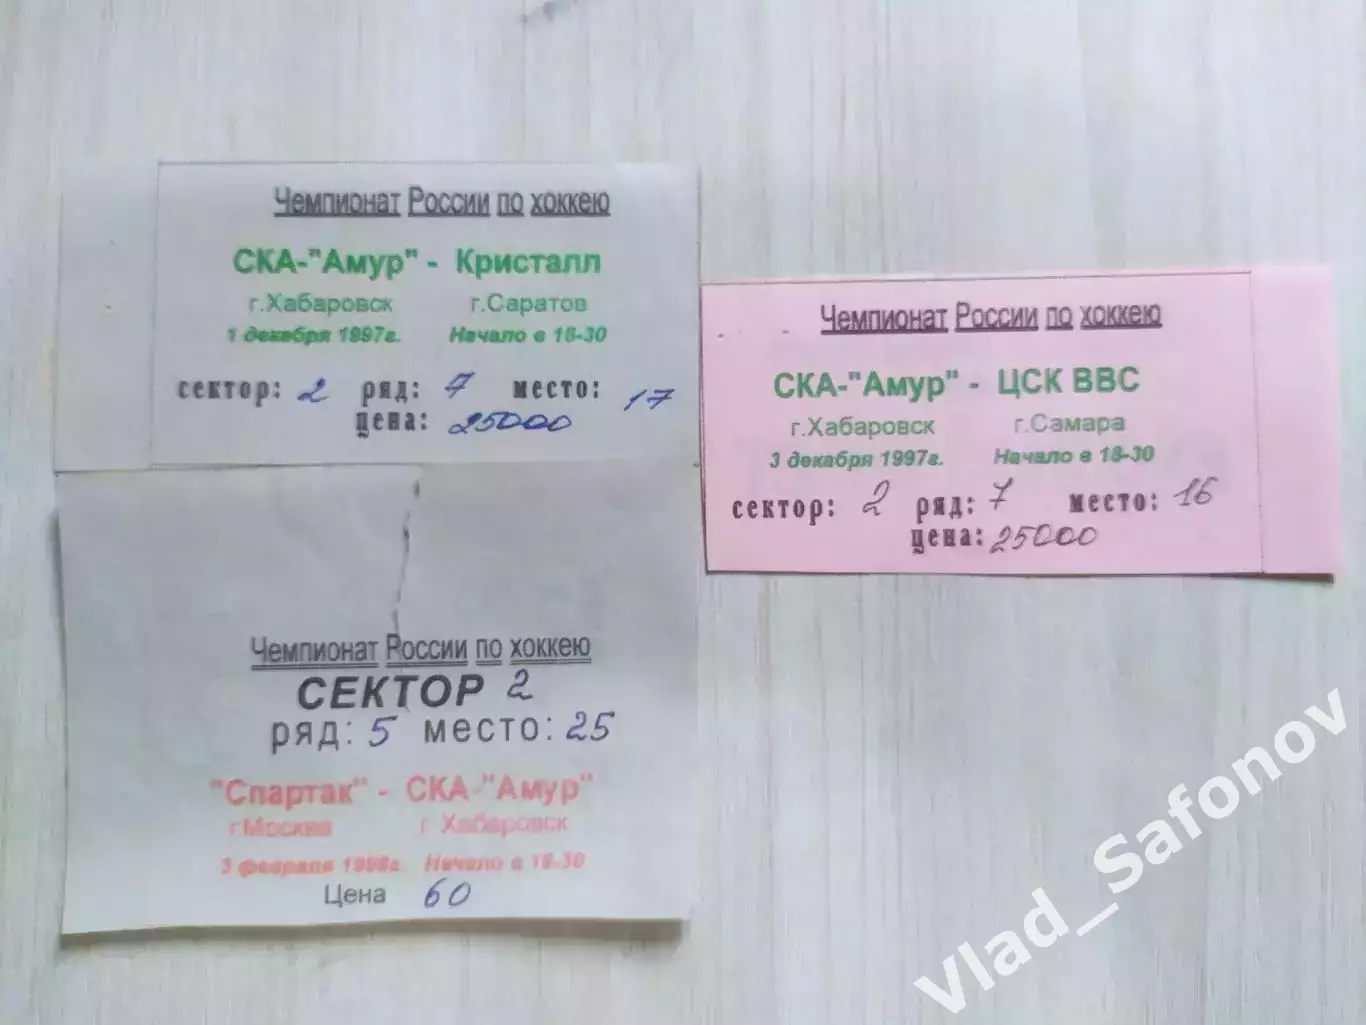 Чемпионат России по хоккею
СКА-"Амур" - Кристалл
г.Хабаровск г.Саратов
1 декабря 1997г. Начало в 18-30
сектор: 2 ряд: 7 место: 17
цена: 25000
Чемпионат России по хоккею
СКА-"Амур" - ЦСК ВВС
г.Хабаровск г.Самара
3 декабря 1997г. Начало в 18-30
сектор: 2 ряд: 7 место: 16
цена: 25000
Чемпионат России по хоккею
СЕКТОР 2
ряд: 5 место: 25
"Спартак" - СКА-"Амур"
г.Москва г Хабаровск
февраля 1998г. Начало в 18-30
Цена 60
Vlad_Safonov